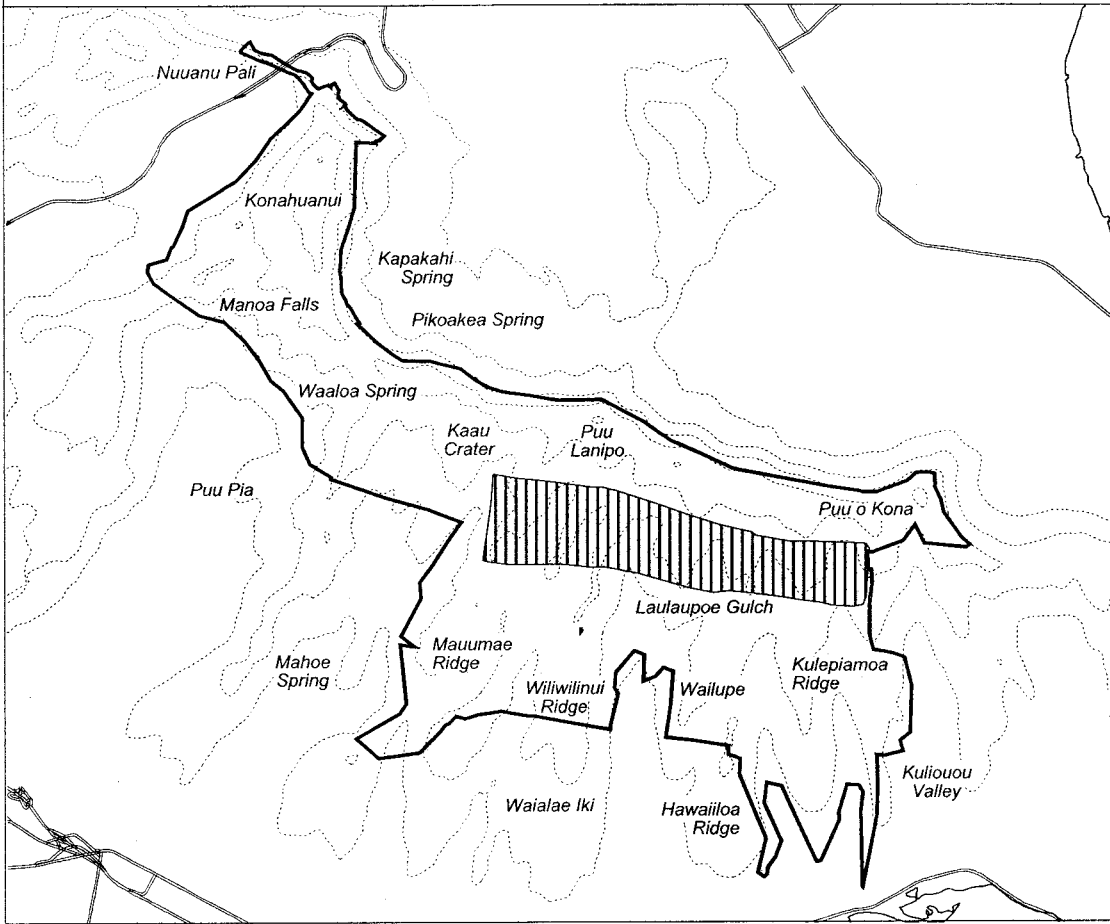 Nuuanu Pali
Konahuanui
Kapakahi
Spring
Manoa Falls
Pikoakea Spring
Waaloa Spring
Kaau
Crater
Puu
Lanipo
Puu Pia
Puu o Kona
Laulaupoe Gulch
Mauumae
Ridge
Mahoe
Spring
Wiliwilinui
Ridge
Wailupe
Kulepiamoa
Ridge
Kuliouou
Valley
Waialae Iki
Hawaiiloa
Ridge